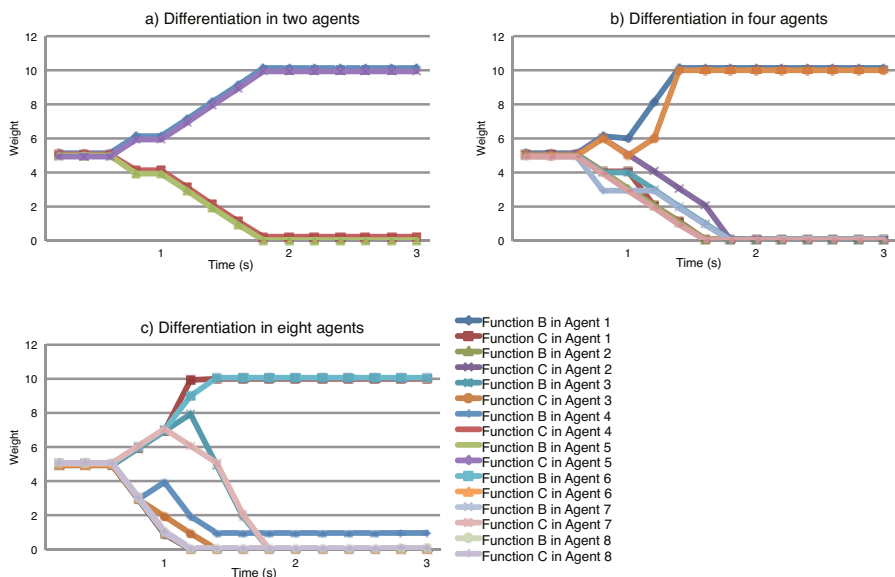 a) Differentiation in two agents
12
10
8
6
4
2
0
Weight
1
2
3
Time (s)
b) Differentiation in four agents
12
10
8
6
4
2
0
Weight
1
2
3
Time (s)
c) Differentiation in eight agents
12
10
8
6
4
2
0
Weight
1
2
3
Time (s)
Function B in Agent 1
Function C in Agent 1
Function B in Agent 2
Function C in Agent 2
Function B in Agent 3
Function C in Agent 3
Function B in Agent 4
Function C in Agent 4
Function B in Agent 5
Function C in Agent 5
Function B in Agent 6
Function C in Agent 6
Function B in Agent 7
Function C in Agent 7
Function B in Agent 8
Function C in Agent 8